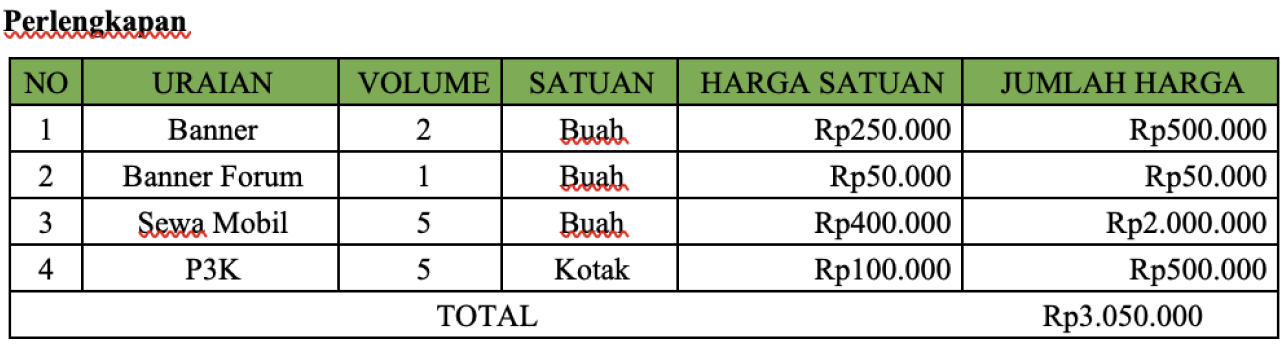 Perlengkapan
NO URAIAN VOLUME SATUAN HARGA SATUAN JUMLAH HARGA
1 Banner 2 Buah Rp250.000 Rp500.000
2 Banner Forum 1 Buah Rp50.000 Rp50.000
3 Sewa Mobil 5 Buah Rp400.000 Rp2.000.000
4 P3K 5 Kotak Rp100.000 Rp500.000
TOTAL Rp3.050.000